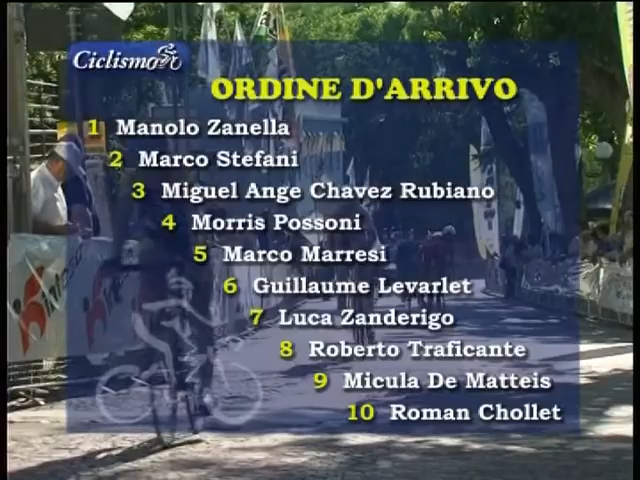 Ciclismo
ORDINE D'ARRIVO
1 Manolo Zanella
2 Marco Stefani
3 Miguel Ange Chavez Rubiano
4 Morris Possoni
5 Marco Marresi
6 Guillaume Levarlet
7 Luca Zanderigo
8 Roberto Traficante
9 Micula De Matteis
10 Roman Chollet